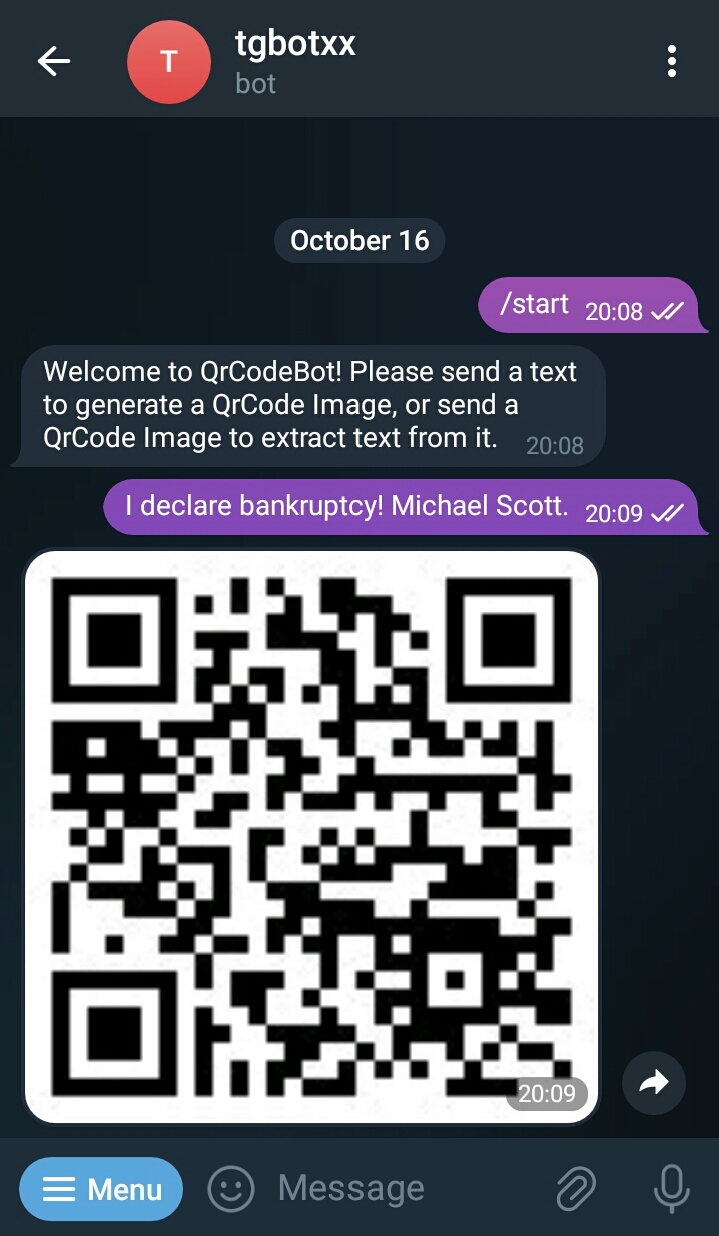 T
tgbotxx
bot
October 16
/start 20:08
Welcome to QrCodeBot! Please send a text
to generate a QrCode Image, or send a
QrCode Image to extract text from it. 20:08
I declare bankruptcy! Michael Scott. 20:09
20:09
Menu
Message